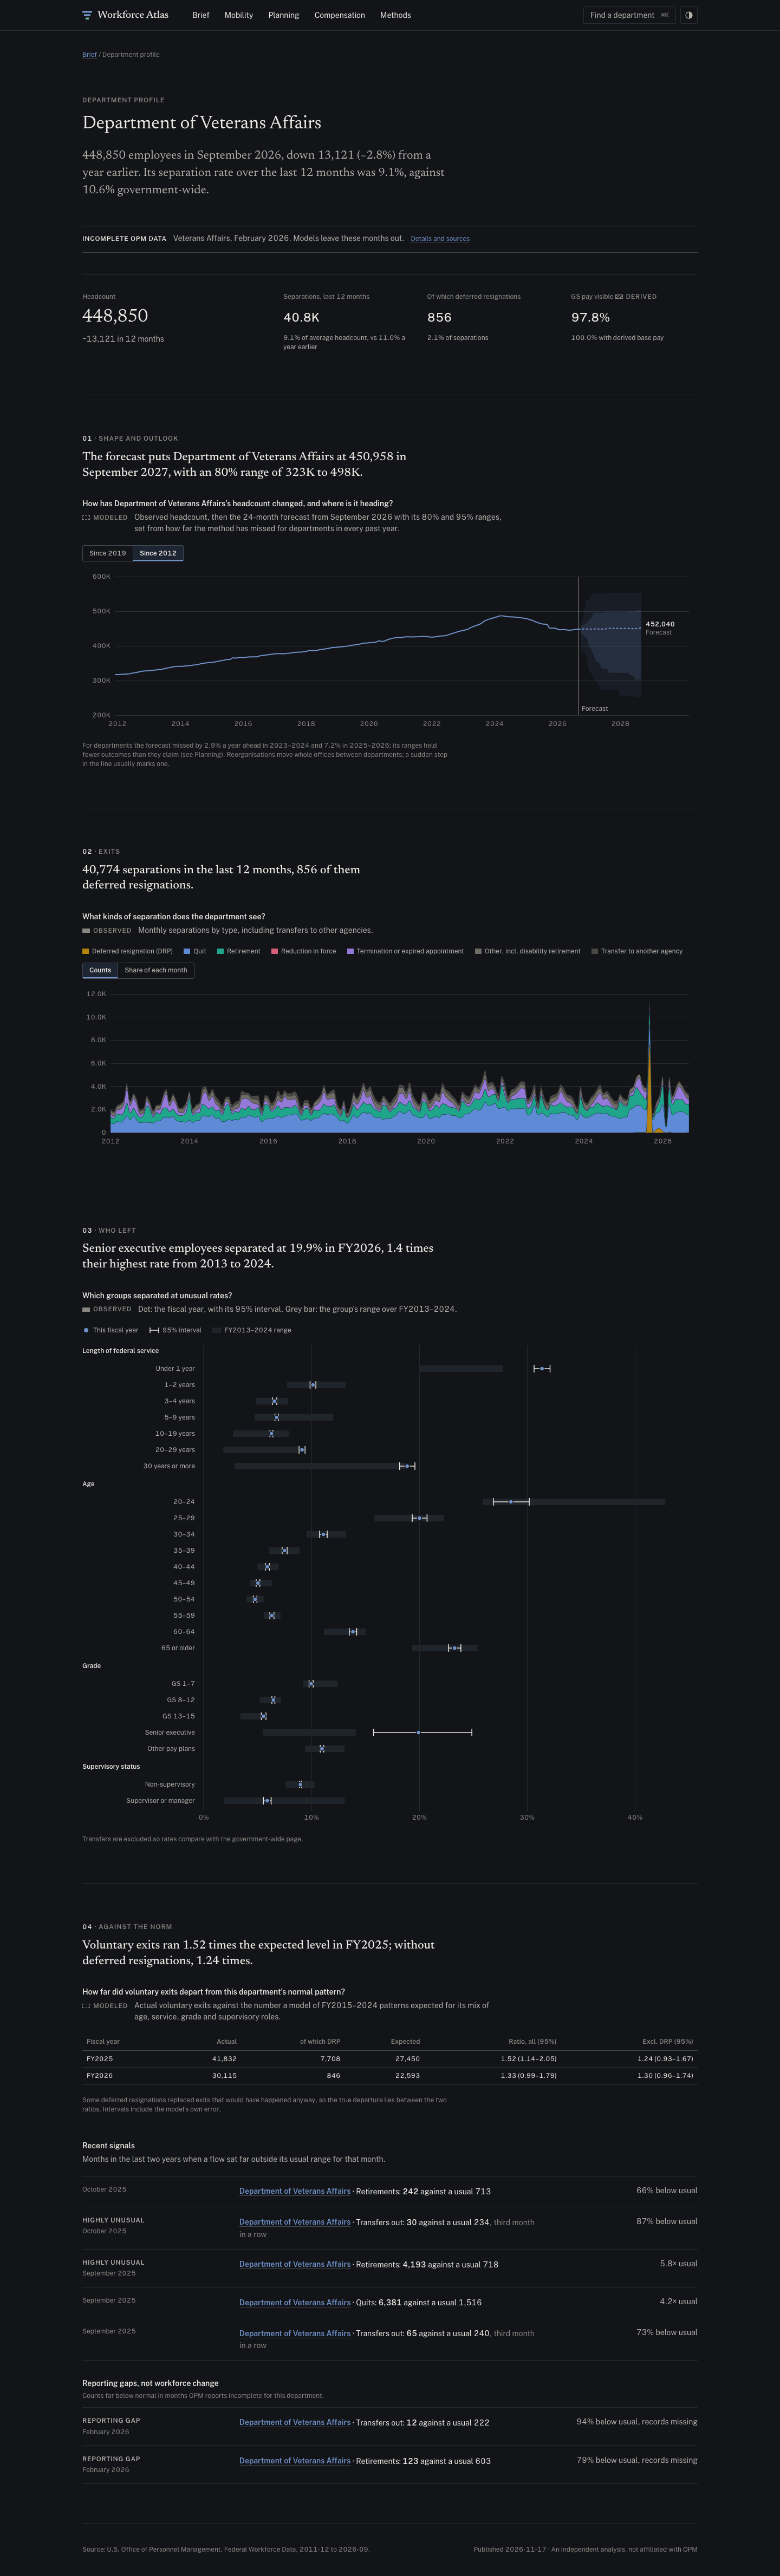 Workforce Atlas Brief Mobility Planning Compensation Methods Find a department ⌘K
Brief / Department profile
DEPARTMENT PROFILE
Department of Veterans Affairs
448,850 employees in September 2026, down 13,121 (−2.8%) from a
year earlier. Its separation rate over the last 12 months was 9.1%, against
10.6% government-wide.
INCOMPLETE OPM DATA Veterans Affairs, February 2026. Models leave these months out. Details and sources
Headcount
448,850
−13,121 in 12 months
Separations, last 12 months
40.8K
9.1% of average headcount, vs 11.0% a
year earlier
Of which deferred resignations
856
2.1% of separations
GS pay visible DERIVED
97.8%
100.0% with derived base pay
01 · SHAPE AND OUTLOOK
The forecast puts Department of Veterans Affairs at 450,958 in
September 2027, with an 80% range of 323K to 498K.
How has Department of Veterans Affairs's headcount changed, and where is it heading?
MODELED Observed headcount, then the 24-month forecast from September 2026 with its 80% and 95% ranges,
set from how far the method has missed for departments in every past year.
Since 2019 Since 2012
600K
500K
400K
300K
200K
452,040
Forecast
Forecast
2012 2014 2016 2018 2020 2022 2024 2026 2028
For departments the forecast missed by 2.9% a year ahead in 2023–2024 and 7.2% in 2025–2026; its ranges held
fewer outcomes than they claim (see Planning). Reorganisations move whole offices between departments; a sudden step
in the line usually marks one.
02 · EXITS
40,774 separations in the last 12 months, 856 of them
deferred resignations.
What kinds of separation does the department see?
OBSERVED Monthly separations by type, including transfers to other agencies.
Deferred resignation (DRP) Quit Retirement Reduction in force Termination or expired appointment Other, incl. disability retirement Transfer to another agency
Counts Share of each month
12.0K
10.0K
8.0K
6.0K
4.0K
2.0K
0
2012 2014 2016 2018 2020 2022 2024 2026
03 · WHO LEFT
Senior executive employees separated at 19.9% in FY2026, 1.4 times
their highest rate from 2013 to 2024.
Which groups separated at unusual rates?
OBSERVED Dot: the fiscal year, with its 95% interval. Grey bar: the group's range over FY2013–2024.
This fiscal year 95% interval FY2013–2024 range
Length of federal service
Under 1 year
1–2 years
3–4 years
5–9 years
10–19 years
20–29 years
30 years or more
Age
20–24
25–29
30–34
35–39
40–44
45–49
50–54
55–59
60–64
65 or older
Grade
GS 1–7
GS 8–12
GS 13–15
Senior executive
Other pay plans
Supervisory status
Non-supervisory
Supervisor or manager
0% 10% 20% 30% 40%
Transfers are excluded so rates compare with the government-wide page.
04 · AGAINST THE NORM
Voluntary exits ran 1.52 times the expected level in FY2025; without
deferred resignations, 1.24 times.
How far did voluntary exits depart from this department's normal pattern?
MODELED Actual voluntary exits against the number a model of FY2015–2024 patterns expected for its mix of
age, service, grade and supervisory roles.
Fiscal year Actual of which DRP Expected Ratio, all (95%) Excl. DRP (95%)
FY2025 41,832 7,708 27,450 1.52 (1.14–2.05) 1.24 (0.93–1.67)
FY2026 30,115 846 22,593 1.33 (0.99–1.79) 1.30 (0.96–1.74)
Some deferred resignations replaced exits that would have happened anyway, so the true departure lies between the two
ratios. Intervals include the model's own error.
Recent signals
Months in the last two years when a flow sat far outside its usual range for that month.
October 2025 Department of Veterans Affairs · Retirements: 242 against a usual 713 66% below usual
HIGHLY UNUSUAL
October 2025
Department of Veterans Affairs · Transfers out: 30 against a usual 234, third month
in a row
87% below usual
HIGHLY UNUSUAL
September 2025
Department of Veterans Affairs · Retirements: 4,193 against a usual 718 5.8× usual
September 2025 Department of Veterans Affairs · Quits: 6,381 against a usual 1,516 4.2× usual
September 2025 Department of Veterans Affairs · Transfers out: 65 against a usual 240, third month
in a row
73% below usual
Reporting gaps, not workforce change
Counts far below normal in months OPM reports incomplete for this department.
REPORTING GAP
February 2026
Department of Veterans Affairs · Transfers out: 12 against a usual 222 94% below usual, records missing
REPORTING GAP
February 2026
Department of Veterans Affairs · Retirements: 123 against a usual 603 79% below usual, records missing
Source: U.S. Office of Personnel Management, Federal Workforce Data, 2011-12 to 2026-09. Published 2026-11-17 · An independent analysis, not affiliated with OPM